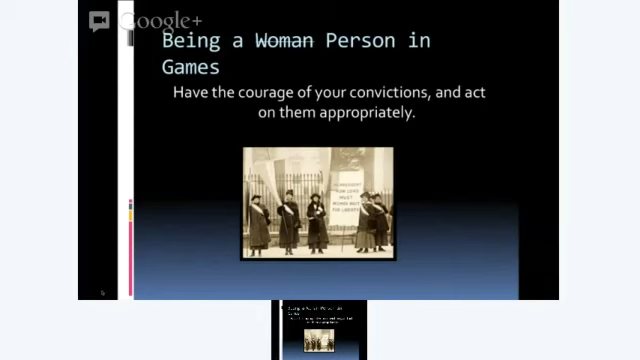 Google+
Being a Woman Person in
Games
Have the courage of your convictions, and act
on them appropriately.